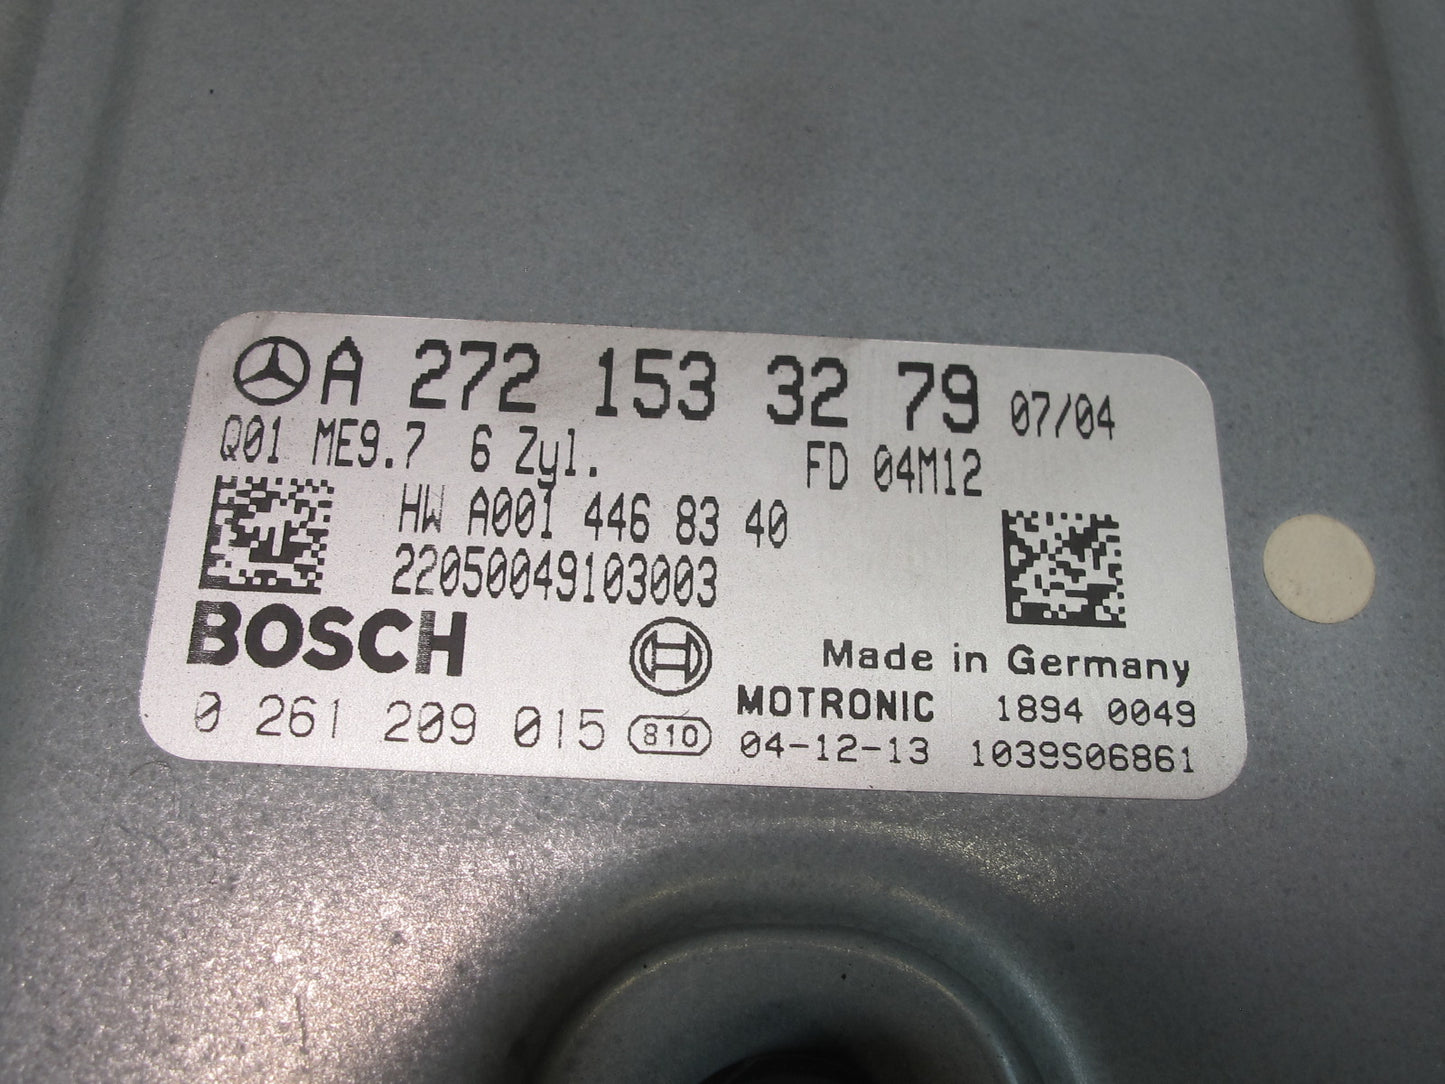 A 272 153 32 79 07/04
Q01 ME9.7 6 Zyl. FD 04M12
HW A001 446 83 40
22050049103003
BOSCH
Made in Germany
0 261 209 015 810 MOTRONIC 1894 0049
04-12-13 1039S06861